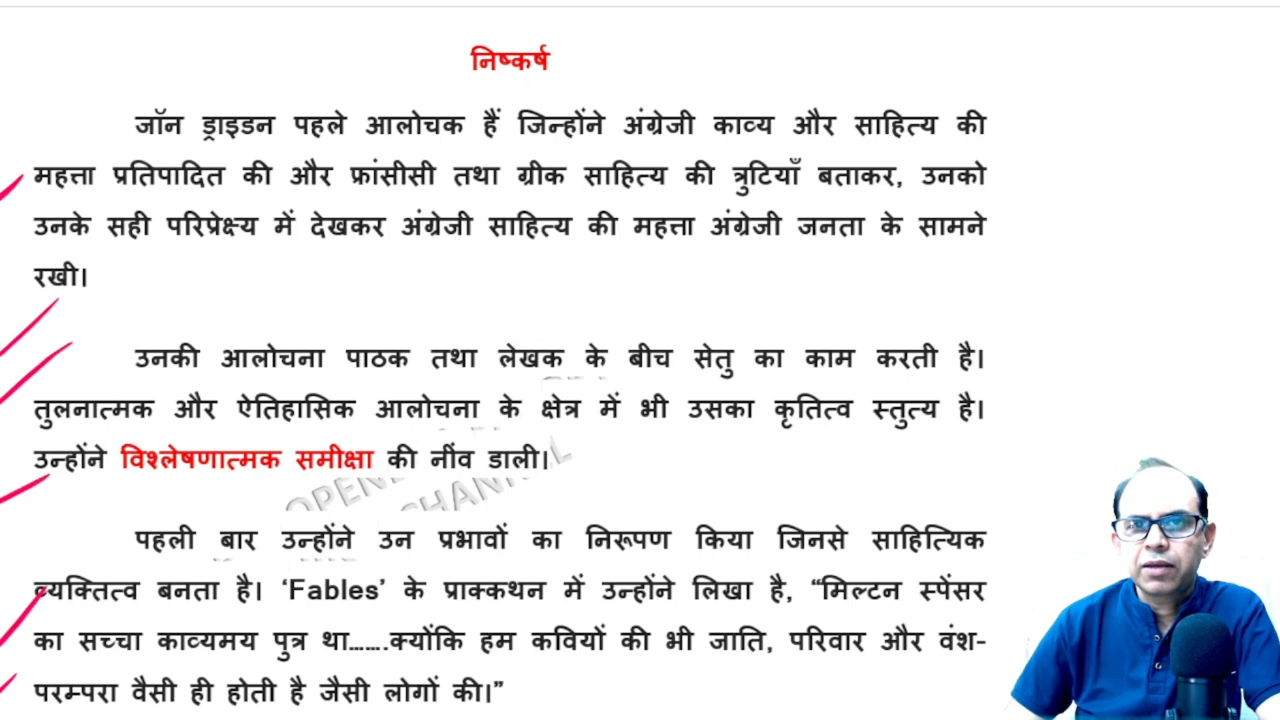 निष्कर्ष
जॉन ड्राइडन पहले आलोचक हैं जिन्होंने अंग्रेजी काव्य और साहित्य की
महत्ता प्रतिपादित की और फ्रांसीसी तथा ग्रीक साहित्य की त्रुटियाँ बताकर, उनको
उनके सही परिप्रेक्ष्य में देखकर अंग्रेजी साहित्य की महत्ता अंग्रेजी जनता के सामने
रखी।
उनकी आलोचना पाठक तथा लेखक के बीच सेतु का काम करती है।
तुलनात्मक और ऐतिहासिक आलोचना के क्षेत्र में भी उसका कृतित्व स्तुत्य है।
उन्होंने विश्लेषणात्मक समीक्षा की नींव डाली।
पहली बार उन्होंने उन प्रभावों का निरूपण किया जिनसे साहित्यिक
व्यक्तित्व बनता है। ‘Fables’ के प्राक्कथन में उन्होंने लिखा है, “मिल्टन स्पेंसर
का सच्चा काव्यमय पुत्र था…….क्योंकि हम कवियों की भी जाति, परिवार और वंश-
परम्परा वैसी ही होती है जैसी लोगों की।”